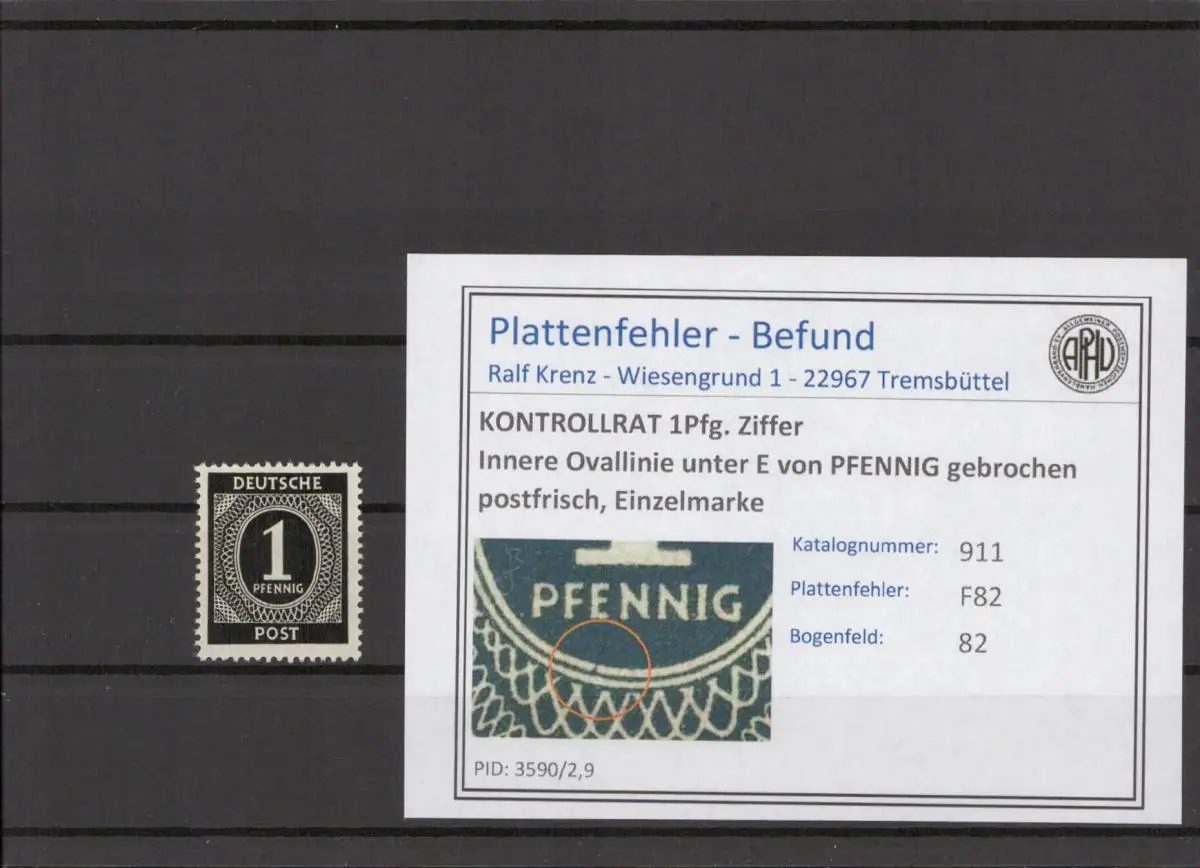 DEUTSCHE
1
PFENNIG
POST
Plattenfehler - Befund
Ralf Krenz - Wiesengrund 1 - 22967 Tremsbüttel
APHV
KONTROLLRAT 1Pfg. Ziffer
Innere Ovallinie unter E von PFENNIG gebrochen
postfrisch, Einzelmarke
PFENNIG
Katalognummer: 911
Plattenfehler: F82
Bogenfeld: 82
PID: 3590/2,9